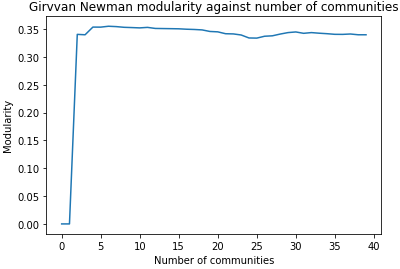 Girvvan Newman modularity against number of communities
0.35
0.30
0.25
0.20
0.15
0.10
0.05
0.00
Modularity
0 5 10 15 20 25 30 35 40
Number of communities